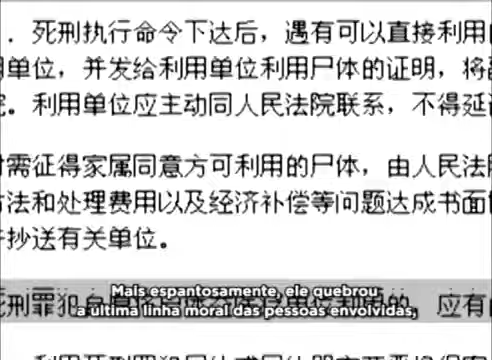 ．死刑执行命令下达后，遇有可以直接利用
单位，并发给利用单位利用尸体的证明，将
。利用单位应主动同人民法院联系，不得延
需征得家属同意方可利用的尸体，由人民法
法和处理费用以及经济补偿等问题达成书面
抄送有关单位。
死刑罪犯
Mais espantosamente, ele quebrou
a última linha moral das pessoas envolvidas,
应有